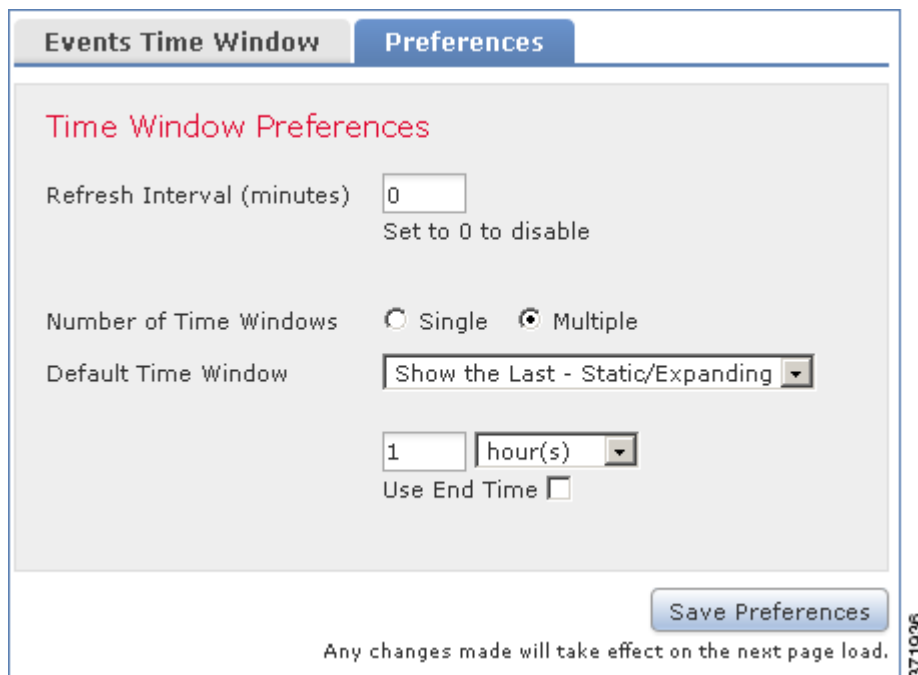 Events Time Window Preferences
Time Window Preferences
Refresh Interval (minutes) 0
Set to 0 to disable
Number of Time Windows Single Multiple
Default Time Window Show the Last - Static/Expanding
1 hour(s)
Use End Time
Save Preferences
Any changes made will take effect on the next page load.
371936